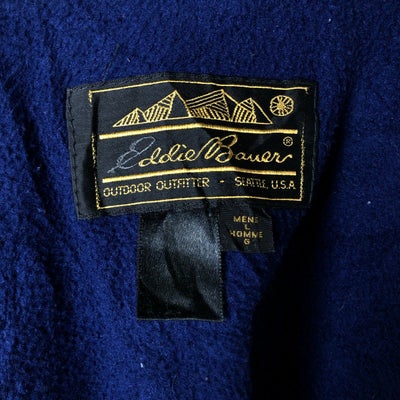 Eddie Bauer®
OUTDOOR OUTFITTER - SEATTLE, U.S.A
MENS
L
HOMME
G